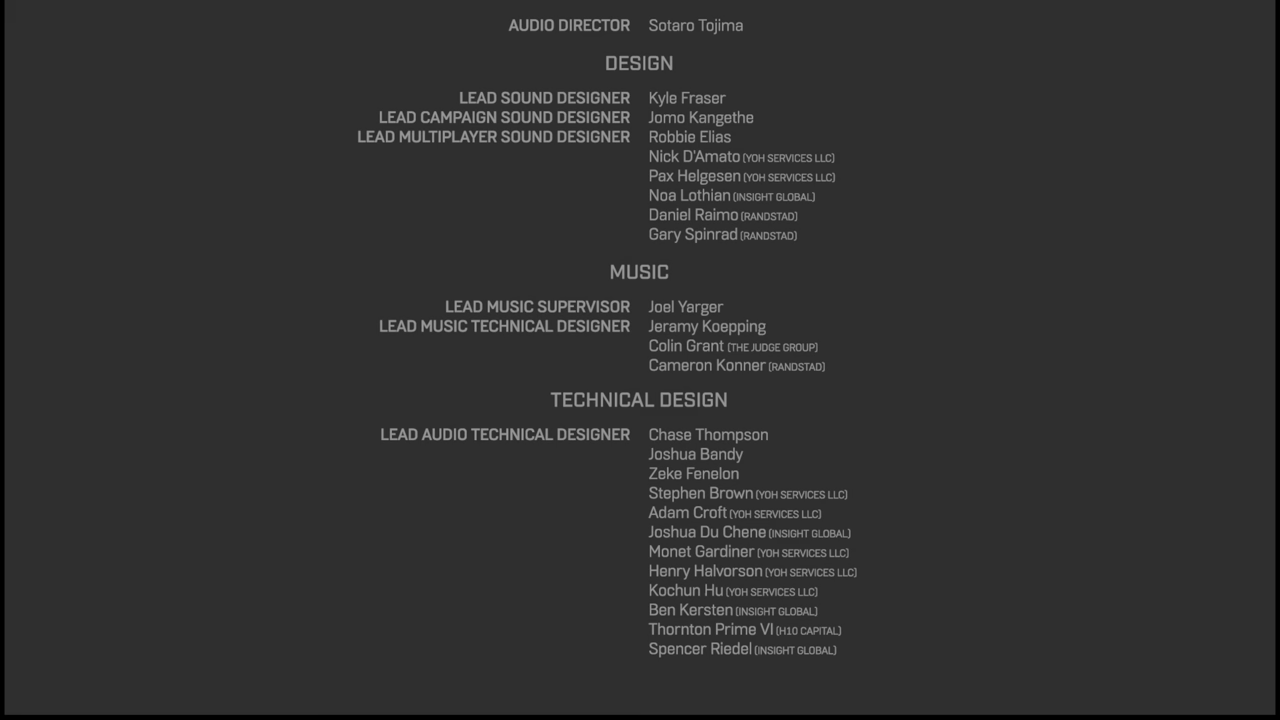 AUDIO DIRECTOR Sotaro Tojima
DESIGN
LEAD SOUND DESIGNER Kyle Fraser
LEAD CAMPAIGN SOUND DESIGNER Jomo Kangethe
LEAD MULTIPLAYER SOUND DESIGNER Robbie Elias
Nick D'Amato (YOH SERVICES LLC)
Pax Helgesen (YOH SERVICES LLC)
Noa Lothian (INSIGHT GLOBAL)
Daniel Raimo (RANDSTAD)
Gary Spinrad (RANDSTAD)
MUSIC
LEAD MUSIC SUPERVISOR Joel Yarger
LEAD MUSIC TECHNICAL DESIGNER Jeramy Koepping
Colin Grant (THE JUDGE GROUP)
Cameron Konner (RANDSTAD)
TECHNICAL DESIGN
LEAD AUDIO TECHNICAL DESIGNER Chase Thompson
Joshua Bandy
Zeke Fenelon
Stephen Brown (YOH SERVICES LLC)
Adam Croft (YOH SERVICES LLC)
Joshua Du Chene (INSIGHT GLOBAL)
Monet Gardiner (YOH SERVICES LLC)
Henry Halvorson (YOH SERVICES LLC)
Kochun Hu (YOH SERVICES LLC)
Ben Kersten (INSIGHT GLOBAL)
Thornton Prime VI (H10 CAPITAL)
Spencer Riedel (INSIGHT GLOBAL)